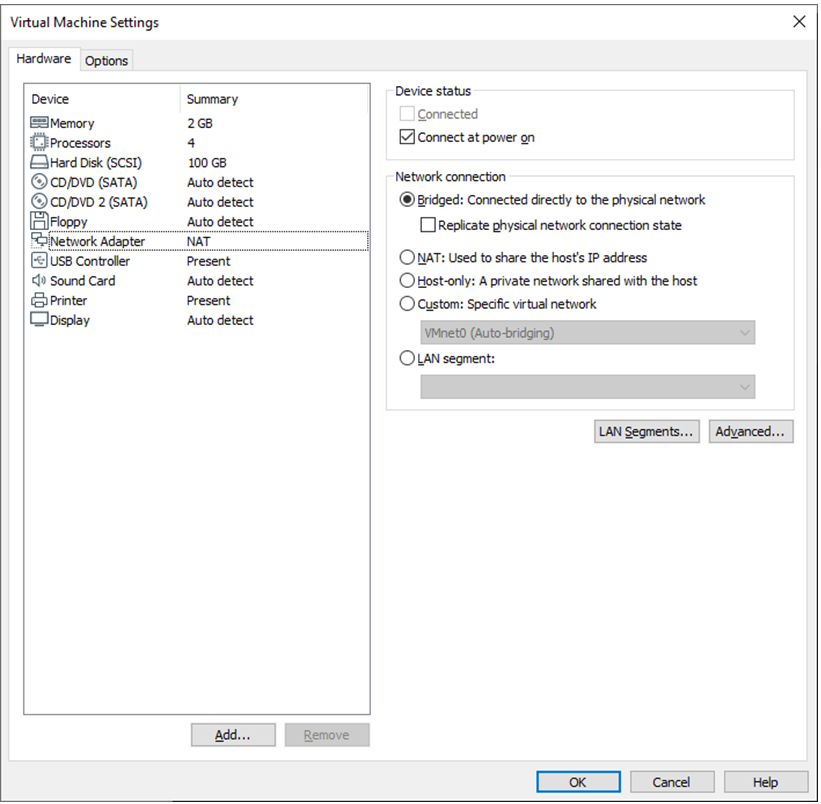 Virtual Machine Settings
Hardware Options
Device Summary
Memory 2 GB
Processors 4
Hard Disk (SCSI) 100 GB
CD/DVD (SATA) Auto detect
CD/DVD 2 (SATA) Auto detect
Floppy Auto detect
Network Adapter NAT
USB Controller Present
Sound Card Auto detect
Printer Present
Display Auto detect
Add...
Remove
Device status
Connected
Connect at power on
Network connection
Bridged: Connected directly to the physical network
Replicate physical network connection state
NAT: Used to share the host's IP address
Host-only: A private network shared with the host
Custom: Specific virtual network
VMnet0 (Auto-bridging)
LAN segment:
LAN Segments... Advanced...
OK Cancel Help